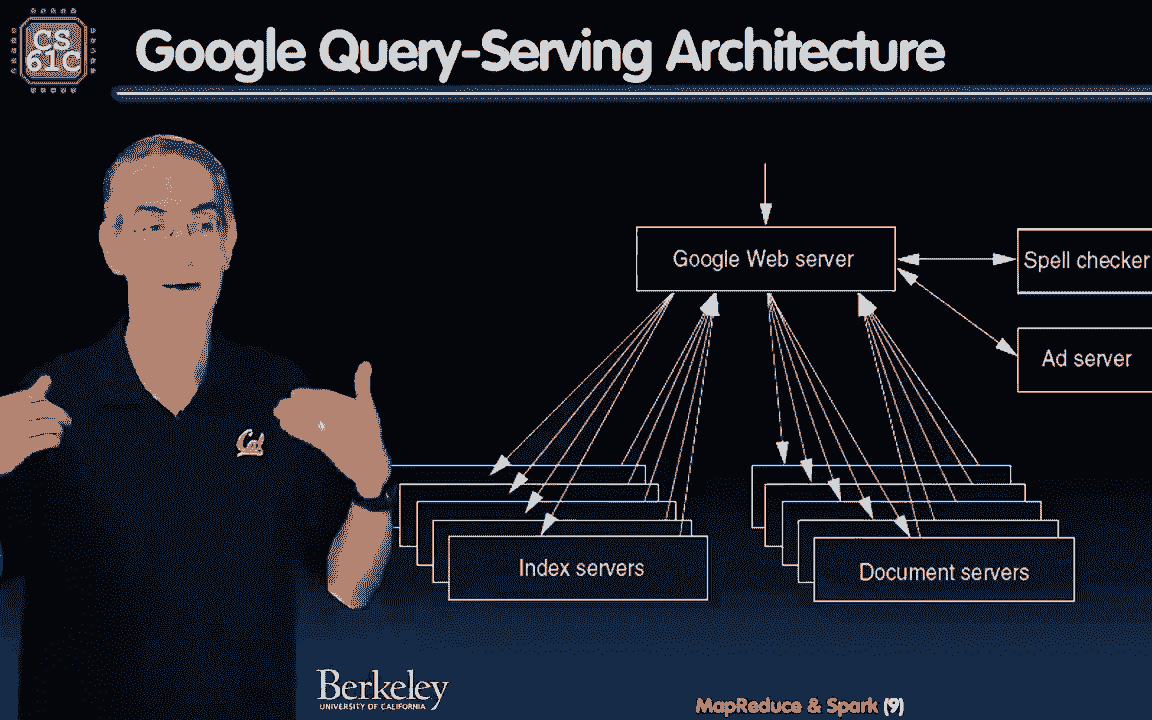 CS
61C
Google Query-Serving Architecture
Google Web server
Spell checker
Ad server
Cal
Index servers
Document servers
Berkeley
UNIVERSITY OF CALIFORNIA
MapReduce & Spark (9)